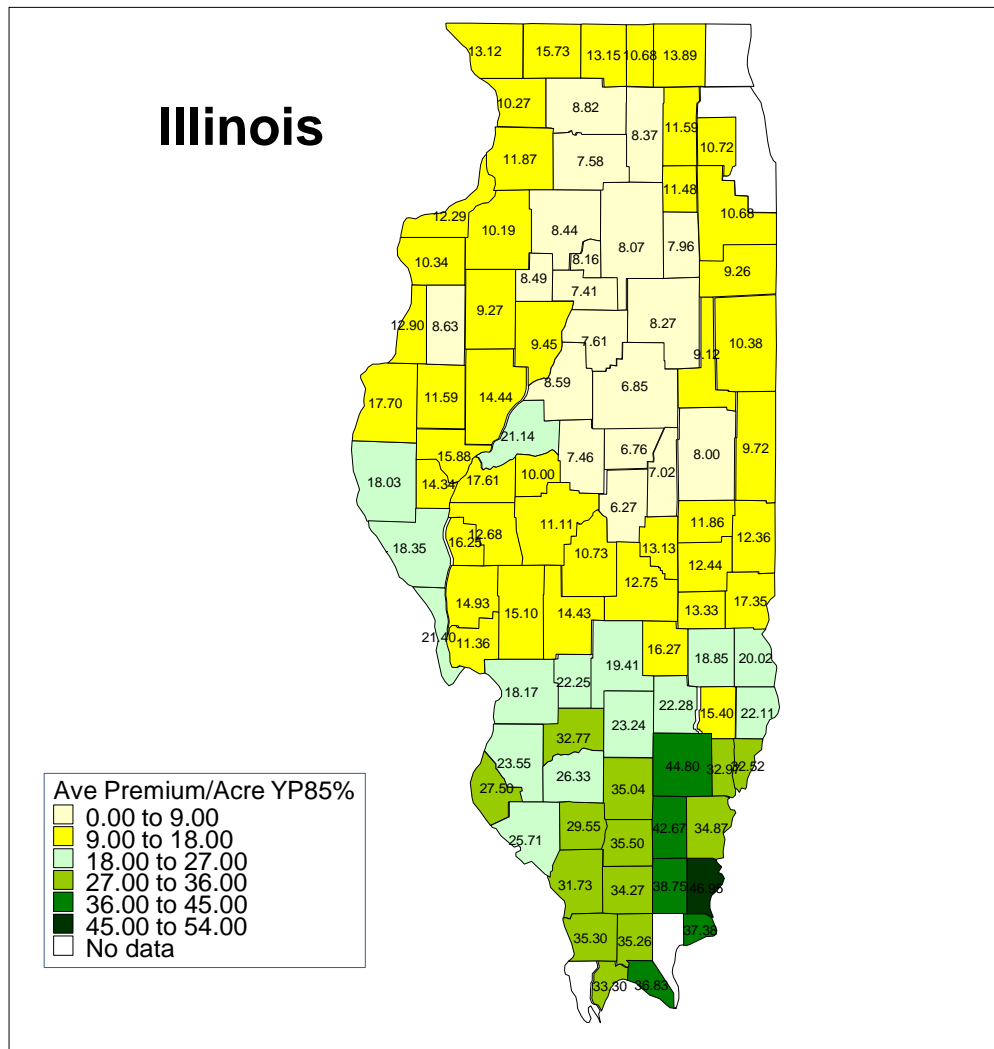 13.12 15.73 13.15 10.68 13.89
Illinois
10.27 8.82 8.37 11.59
10.72
11.87 7.58
11.48
12.29 10.19 8.44 8.07 7.96 10.68
10.34 8.49 8.16 9.26
7.41
12.90 8.63 9.27 9.45 7.61 8.27 9.12 10.38
17.70 11.59 14.44 8.59 6.85
21.14
15.88 7.46 6.76 8.00 9.72
18.03 14.34 17.61 10.00 7.02
6.27
18.35 16.25 12.68 11.11 10.73 13.13 11.86 12.36
12.44
14.93 15.10 14.43 12.75 13.33 17.35
21.40 11.36
19.41 16.27 18.85 20.02
18.17 22.25
23.24 22.28 15.40 22.11
32.77
23.55 26.33 44.80 32.97 32.52
27.50 35.04
25.71 29.55 35.50 42.67 34.87
31.73 34.27 38.75
35.30 35.26 37.38
33.30 36.83
Ave Premium/Acre YP85%
0.00 to 9.00
9.00 to 18.00
18.00 to 27.00
27.00 to 36.00
36.00 to 45.00
45.00 to 54.00
No data